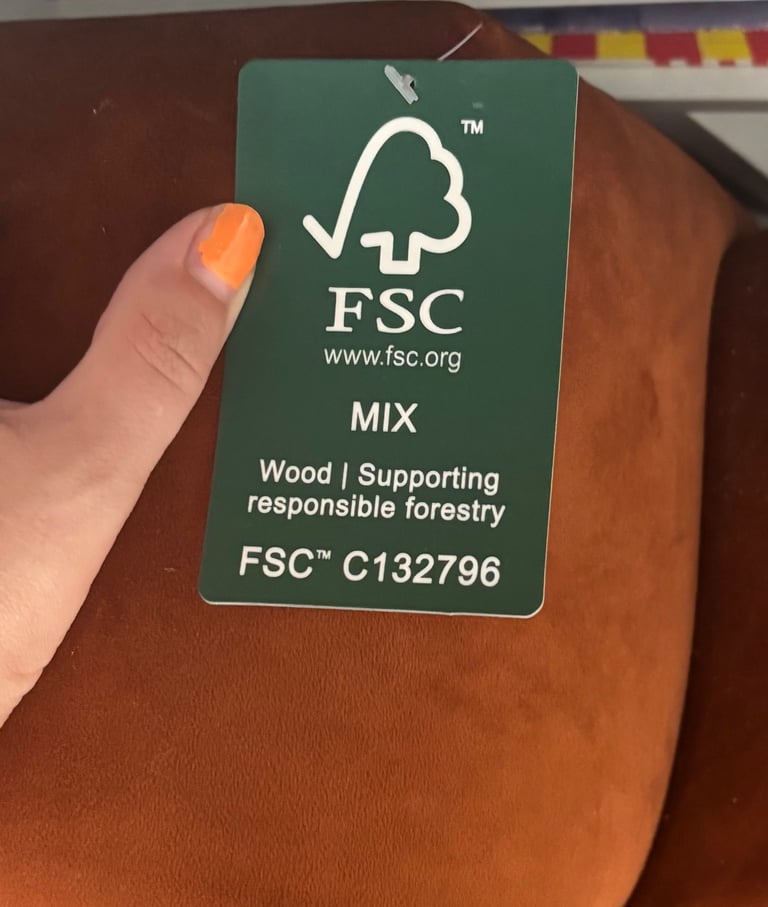 TM
FSC
www.fsc.org
MIX
Wood | Supporting
responsible forestry
FSC™ C132796